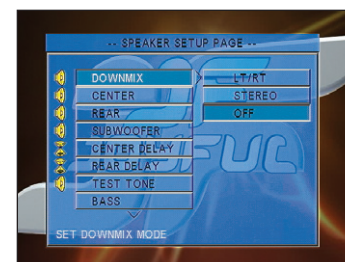 -- SPEAKER SETUP PAGE --
DOWNMIX
LT/RT
CENTER
STEREO
REAR
OFF
SUBWOOFER
CENTER DELAY
REAR DELAY
TEST TONE
BASS
SET DOWNMIX MODE